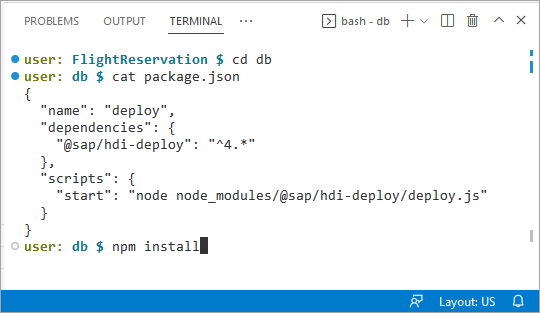 PROBLEMS OUTPUT TERMINAL bash - db
user: FlightReservation $ cd db
user: db $ cat package.json
{
  "name": "deploy",
  "dependencies": {
    "@sap/hdi-deploy": "^4.*"
  },
  "scripts": {
    "start": "node node_modules/@sap/hdi-deploy/deploy.js"
  }
}
user: db $ npm install
Layout: US